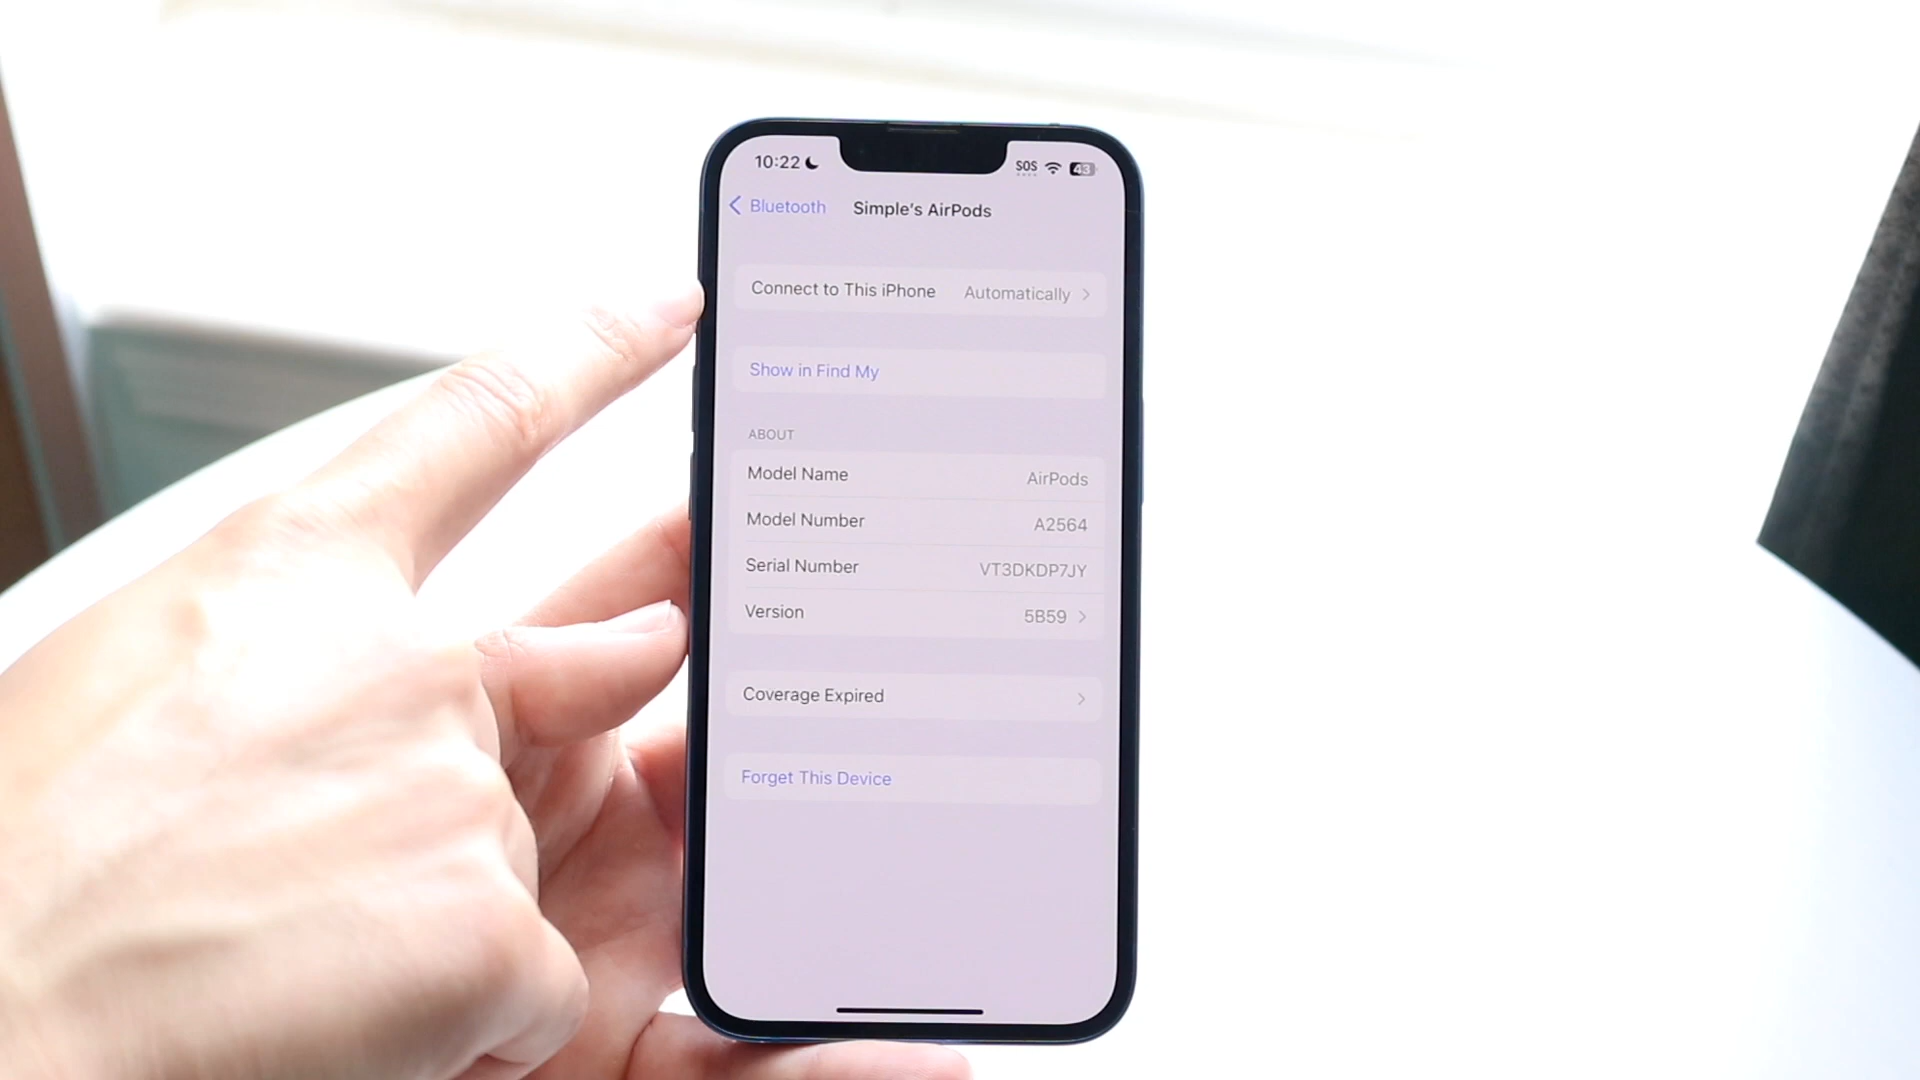 10:22 SOS 43
Bluetooth Simple's AirPods
Connect to This iPhone Automatically
Show in Find My
ABOUT
Model Name AirPods
Model Number A2564
Serial Number VT3DKDP7JY
Version 5B59
Coverage Expired
Forget This Device